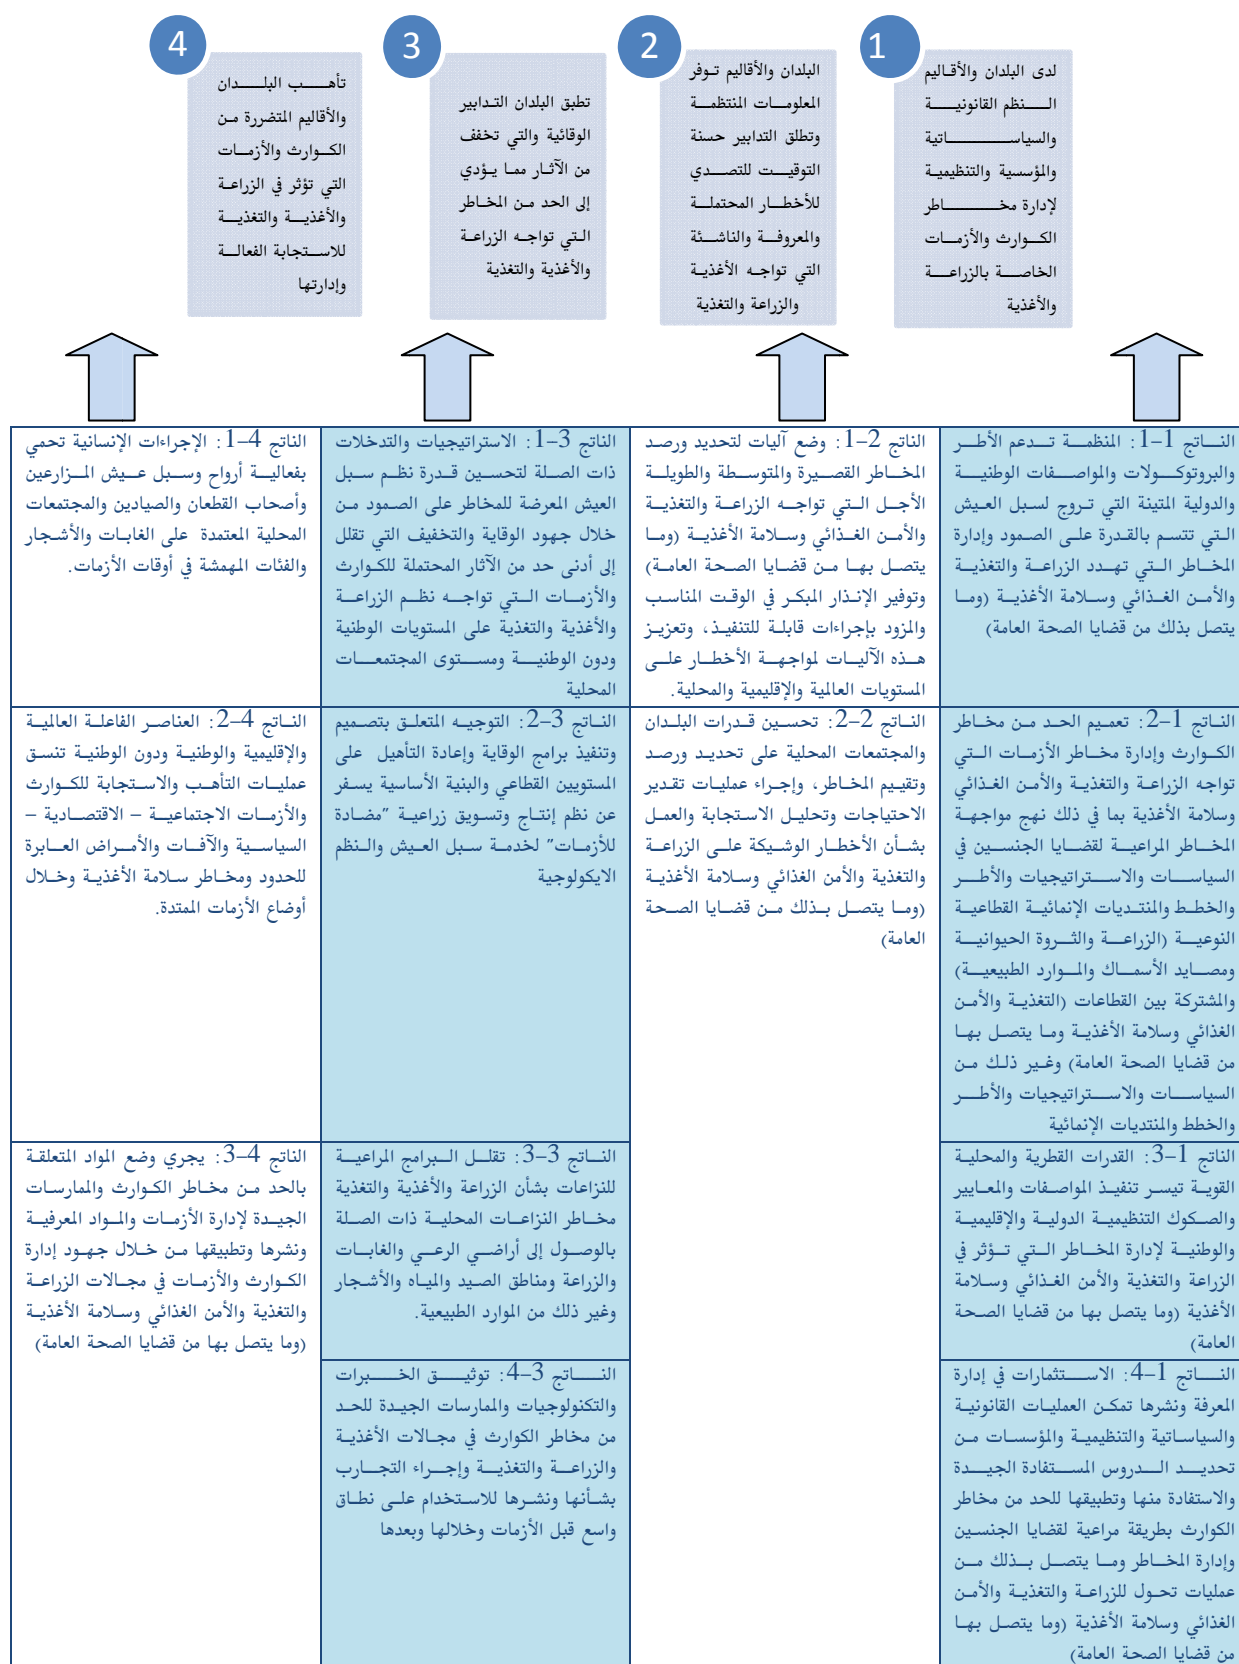 1
لدى البلدان والأقاليم
النظم القانونية
والسياساتية
والمؤسسية والتنظيمية
لإدارة مخاطر
الكوارث والأزمات
الخاصة بالزراعة
والأغذية
2
البلدان والأقاليم توفر
المعلومات المنتظمة
وتطلق التدابير حسنة
التوقيت للتصدي
للأخطار المحتملة
والمعروفة والناشئة
التي تواجه الأغذية
والزراعة والتغذية
3
تطبق البلدان التدابير
الوقائية والتي تخفف
من الآثار مما يؤدي
إلى الحد من المخاطر
التي تواجه الزراعة
والأغذية والتغذية
4
تأهب البلدان
والأقاليم المتضررة من
الكوارث والأزمات
التي تؤثر في الزراعة
والأغذية والتغذية
للاستجابة الفعالة
وإدارتها
الناتج 1–1: المنظمة تدعم الأطر
والبروتوكولات والمواصفات الوطنية
والدولية المتينة التي تروج لسبل العيش
التي تتسم بالقدرة على الصمود وإدارة
المخاطر التي تهدد الزراعة والتغذية
والأمن الغذائي وسلامة الأغذية (وما
يتصل بذلك من قضايا الصحة العامة)
الناتج 2–1: وضع آليات لتحديد ورصد
المخاطر القصيرة والمتوسطة والطويلة
الأجل التي تواجه الزراعة والتغذية
والأمن الغذائي وسلامة الأغذية (وما
يتصل بها من قضايا الصحة العامة)
وتوفير الإنذار المبكر في الوقت المناسب
والمزود بإجراءات قابلة للتنفيذ، وتعزيز
هذه الآليات لمواجهة الأخطار على
المستويات العالمية والإقليمية والمحلية.
الناتج 3–1: الاستراتيجيات والتدخلات
ذات الصلة لتحسين قدرة نظم سبل
العيش المعرضة للمخاطر على الصمود من
خلال جهود الوقاية والتخفيف التي تقلل
إلى أدنى حد من الآثار المحتملة للكوارث
والأزمات التي تواجه نظم الزراعة
والأغذية والتغذية على المستويات الوطنية
ودون الوطنية ومستوى المجتمعات
المحلية
الناتج 4–1: الإجراءات الإنسانية تحمي
بفعالية أرواح وسبل عيش المزارعين
وأصحاب القطعان والصيادين والمجتمعات
المحلية المعتمدة على الغابات والأشجار
والفئات المهمشة في أوقات الأزمات.
الناتج 1–2: تعميم الحد من مخاطر
الكوارث وإدارة مخاطر الأزمات التي
تواجه الزراعة والتغذية والأمن الغذائي
وسلامة الأغذية بما في ذلك نهج مواجهة
المخاطر المراعية لقضايا الجنسين في
السياسات والاستراتيجيات والأطر
والخطط والمنتديات الإنمائية القطاعية
النوعية (الزراعة والثروة الحيوانية
ومصايد الأسماك والموارد الطبيعية)
والمشتركة بين القطاعات (التغذية والأمن
الغذائي وسلامة الأغذية وما يتصل بها
من قضايا الصحة العامة) وغير ذلك من
السياسات والاستراتيجيات والأطر
والخطط والمنتديات الإنمائية
الناتج 2–2: تحسين قدرات البلدان
والمجتمعات المحلية على تحديد ورصد
وتقييم المخاطر، وإجراء عمليات تقدير
الاحتياجات وتحليل الاستجابة والعمل
بشأن الأخطار الوشيكة على الزراعة
والتغذية والأمن الغذائي وسلامة الأغذية
(وما يتصل بذلك من قضايا الصحة
العامة)
الناتج 3–2: التوجيه المتعلق بتصميم
وتنفيذ برامج الوقاية وإعادة التأهيل على
المستويين القطاعي والبنية الأساسية يسفر
عن نظم إنتاج وتسويق زراعية "مضادة
للأزمات" لخدمة سبل العيش والنظم
الايكولوجية
الناتج 4–2: العناصر الفاعلة العالمية
والإقليمية والوطنية ودون الوطنية تنسق
عمليات التأهب والاستجابة للكوارث
والأزمات الاجتماعية – الاقتصادية –
السياسية والآفات والأمراض العابرة
للحدود ومخاطر سلامة الأغذية وخلال
أوضاع الأزمات الممتدة.
الناتج 1–3: القدرات القطرية والمحلية
القوية تيسر تنفيذ المواصفات والمعايير
والصكوك التنظيمية الدولية والإقليمية
والوطنية لإدارة المخاطر التي تؤثر في
الزراعة والتغذية والأمن الغذائي وسلامة
الأغذية (وما يتصل بها من قضايا الصحة
العامة)
الناتج 3–3: تقلل البرامج المراعية
للنزاعات بشأن الزراعة والأغذية والتغذية
مخاطر النزاعات المحلية ذات الصلة
بالوصول إلى أراضي الرعي والغابات
والزراعة ومناطق الصيد والمياه والأشجار
وغير ذلك من الموارد الطبيعية.
الناتج 4–3: يجري وضع المواد المتعلقة
بالحد من مخاطر الكوارث والممارسات
الجيدة لإدارة الأزمات والمواد المعرفية
ونشرها وتطبيقها من خلال جهود إدارة
الكوارث والأزمات في مجالات الزراعة
والتغذية والأمن الغذائي وسلامة الأغذية
(وما يتصل بها من قضايا الصحة العامة)
الناتج 1–4: الاستثمارات في إدارة
المعرفة ونشرها تمكن العمليات القانونية
والسياساتية والتنظيمية والمؤسسات من
تحديد الدروس المستفادة الجيدة
والاستفادة منها وتطبيقها للحد من مخاطر
الكوارث بطريقة مراعية لقضايا الجنسين
وإدارة المخاطر وما يتصل بذلك من
عمليات تحول للزراعة والتغذية والأمن
الغذائي وسلامة الأغذية (وما يتصل بها
من قضايا الصحة العامة)
الناتج 3–4: توثيق الخبرات
والتكنولوجيات والممارسات الجيدة للحد
من مخاطر الكوارث في مجالات الأغذية
والزراعة والتغذية وإجراء التجارب
بشأنها ونشرها للاستخدام على نطاق
واسع قبل الأزمات وخلالها وبعدها